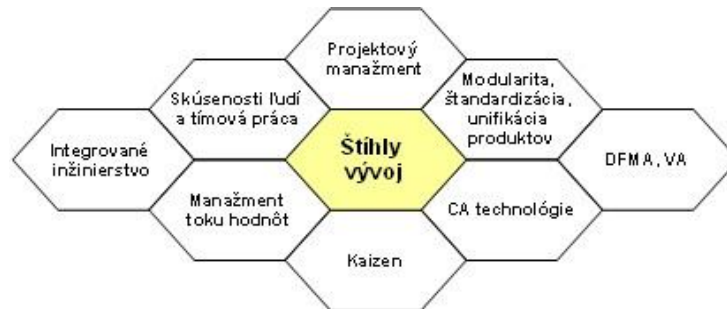 Projektový
manažment
Skúsenosti ľudí
a tímová práca
Modularita,
štandardizácia,
unifikácia
produktov
Integrované
inžinierstvo
Štíhly
vývoj
DFMA, VA
Manažment
toku hodnôt
CA technológie
Kaizen